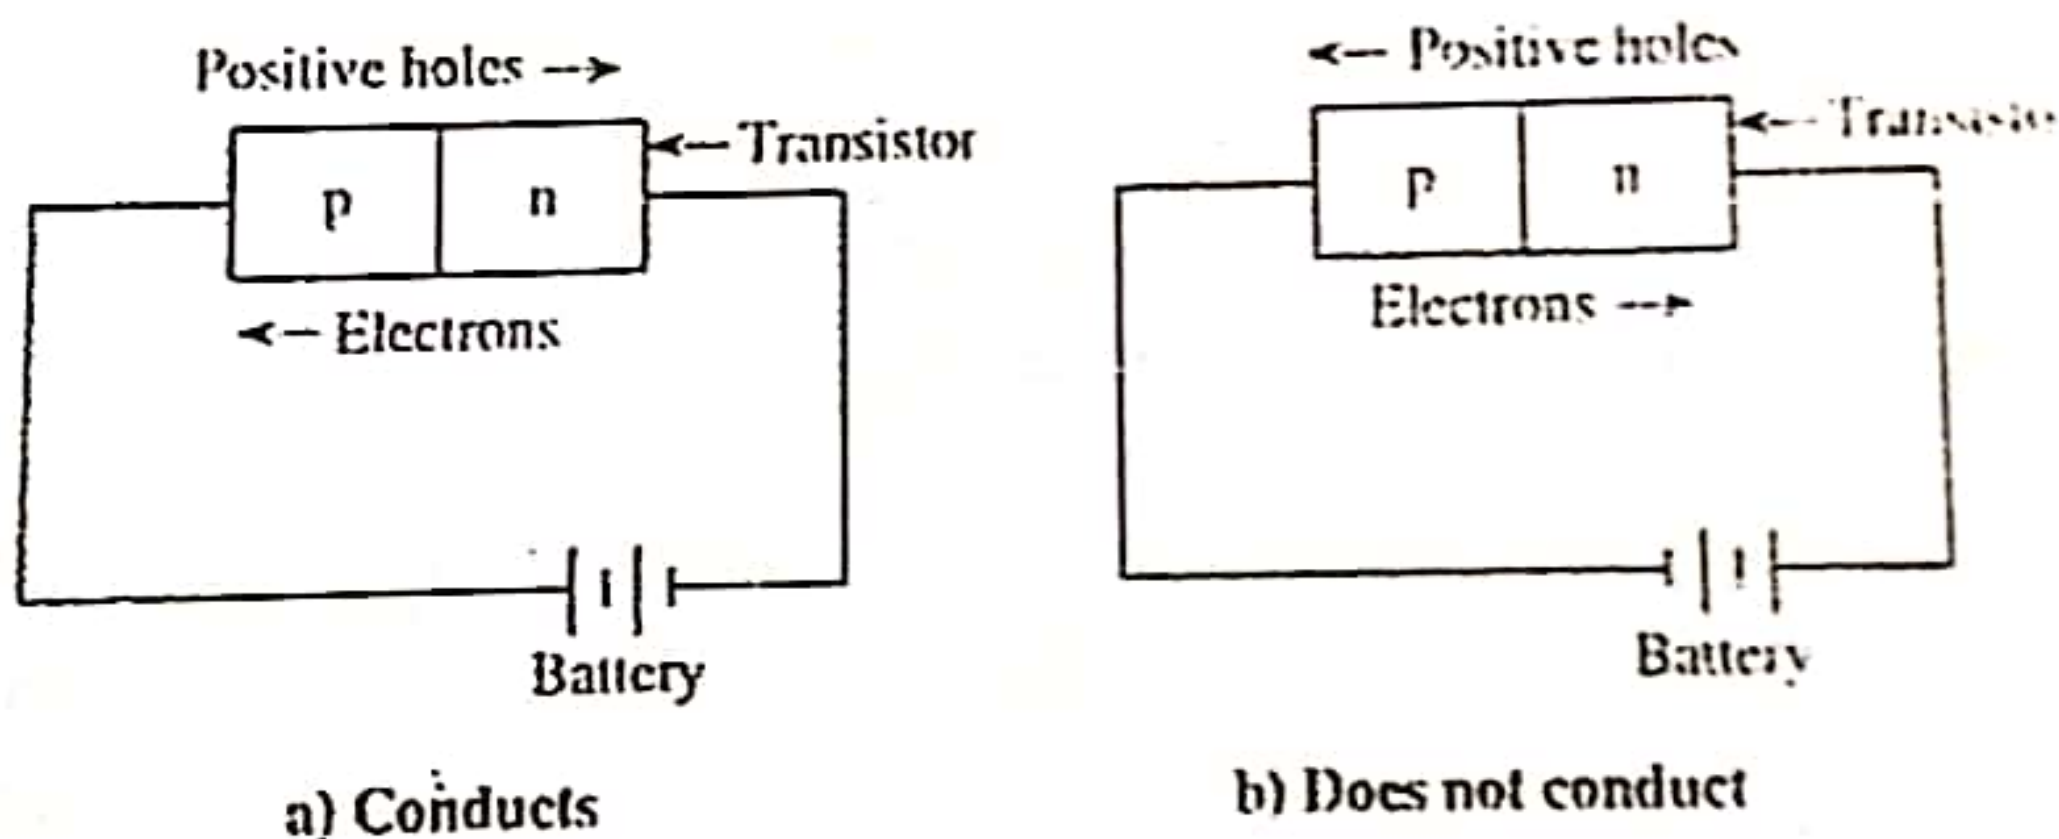 Positive holes
Transistor
p
n
Electrons
Battery
a) Conducts
Positive holes
p
n
Electrons
Battery
b) Does not conduct